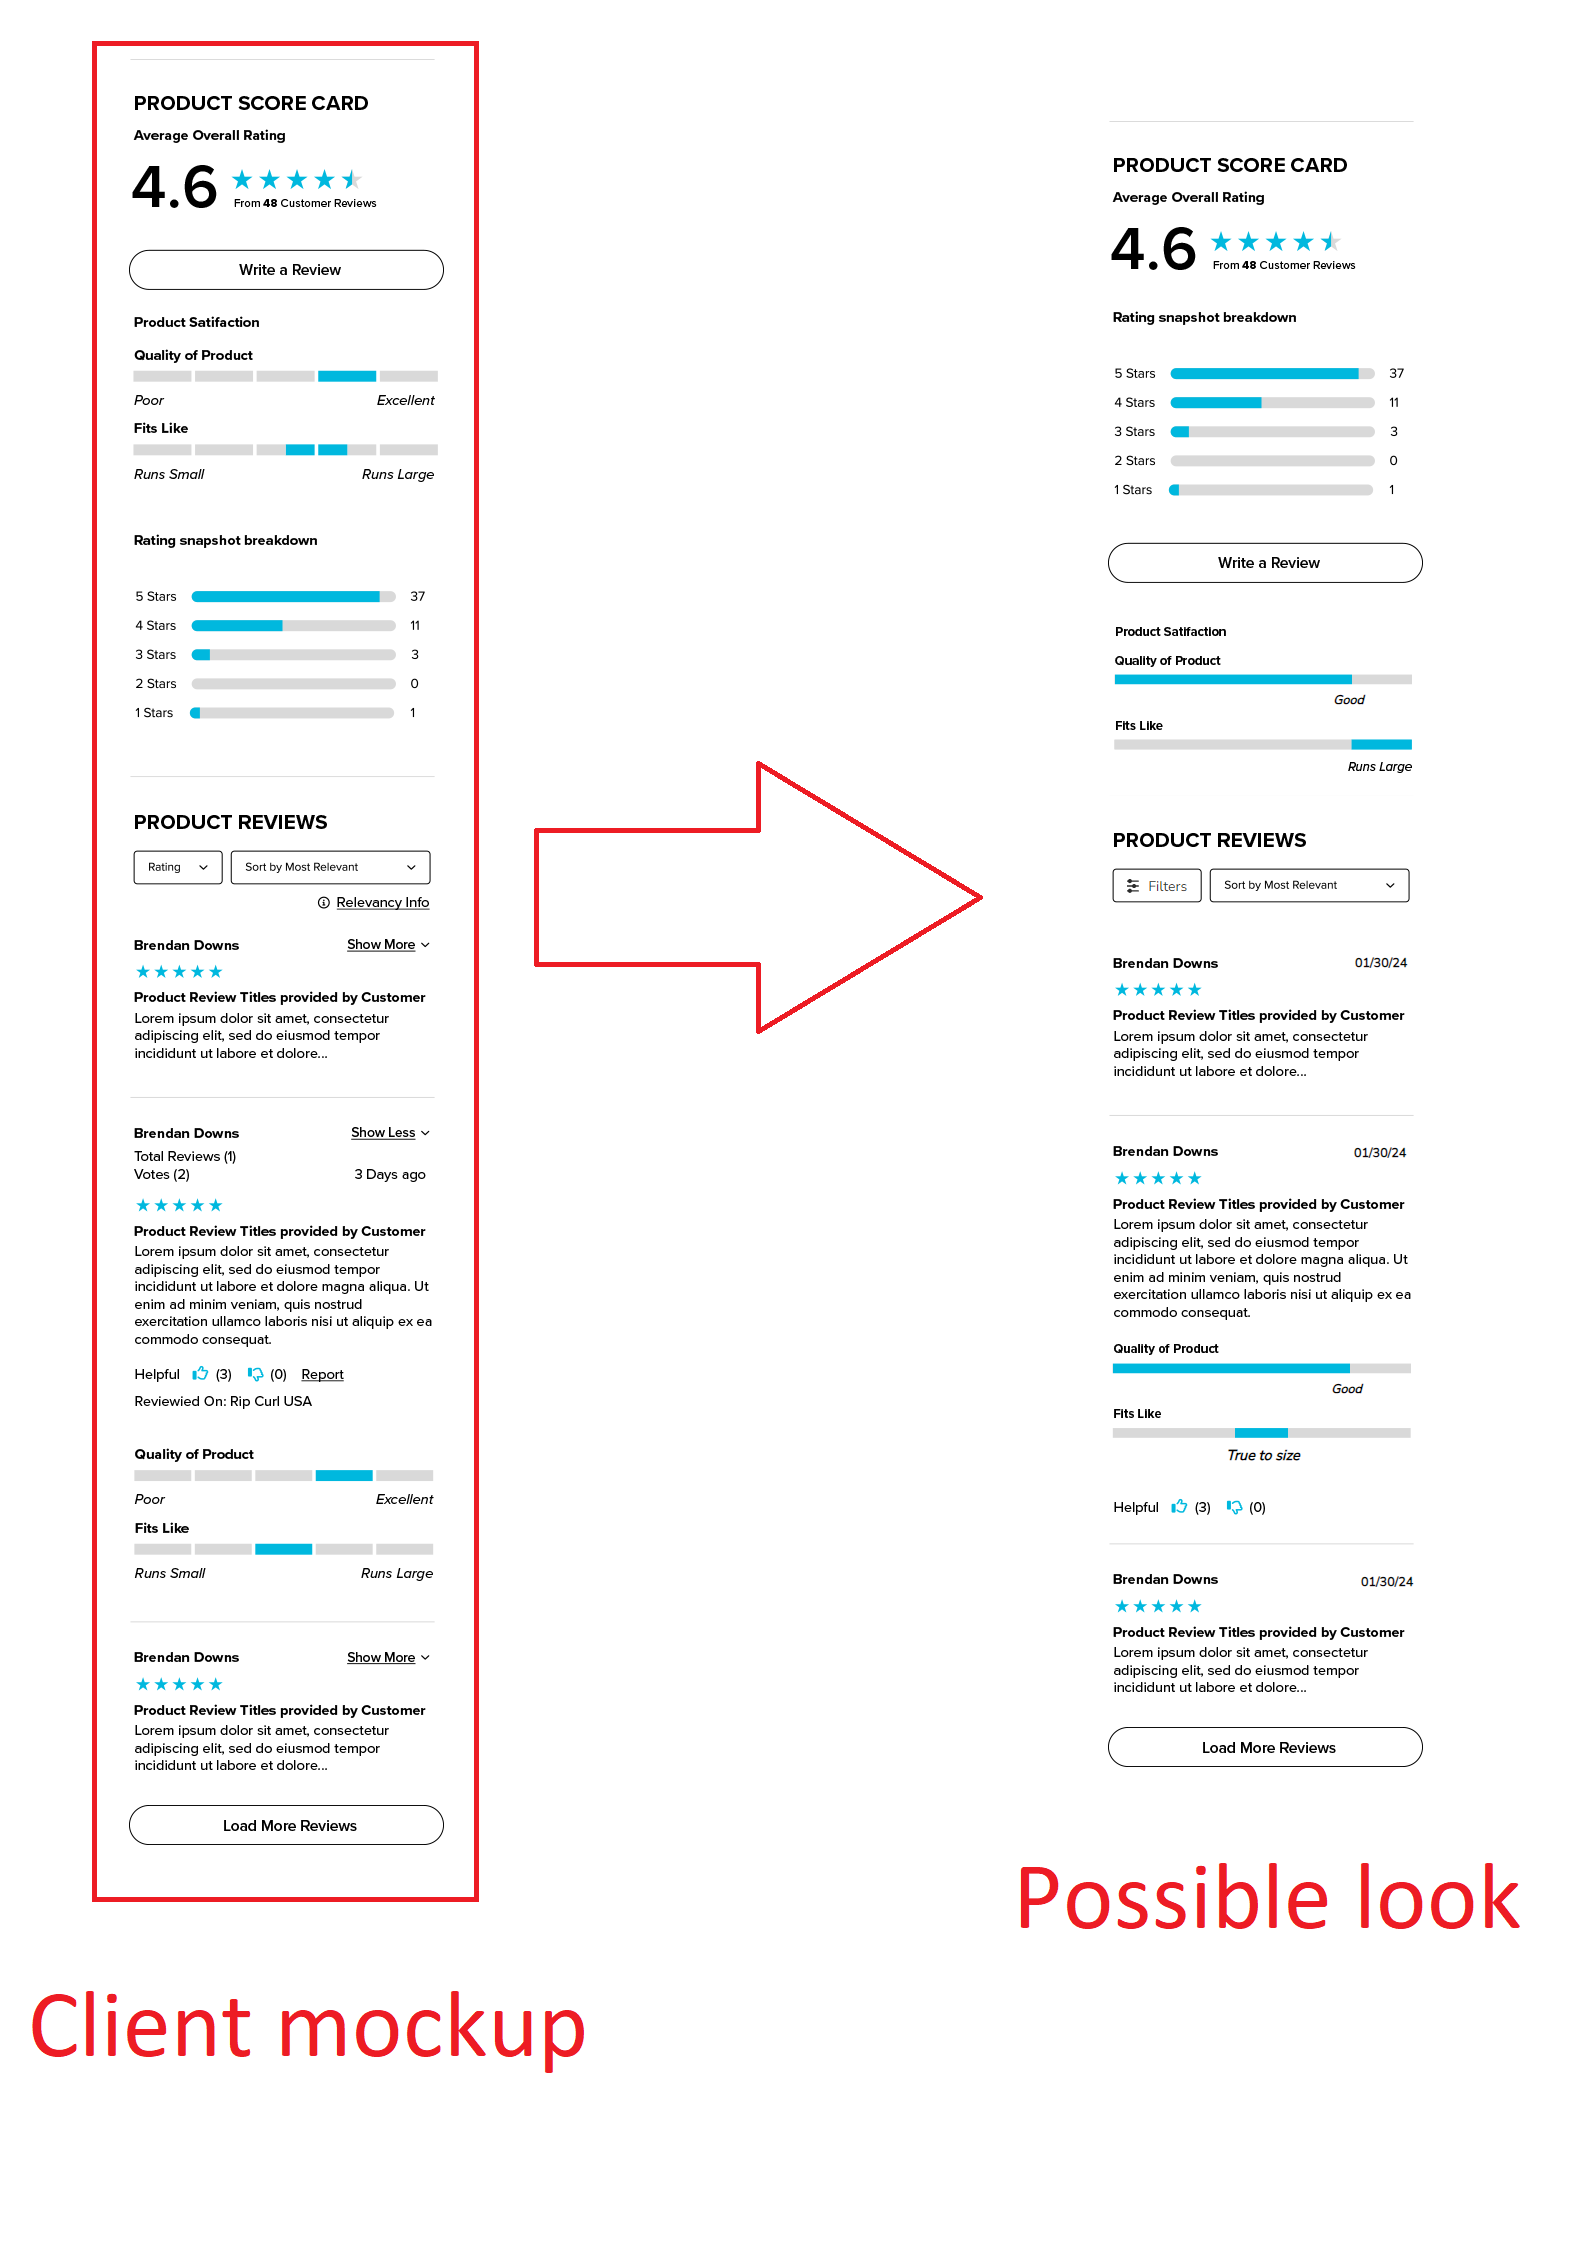 PRODUCT SCORE CARD
Average Overall Rating
4.6
From 48 Customer Reviews
Write a Review
Product Satifaction
Quality of Product
Poor Excellent
Fits Like
Runs Small Runs Large
Rating snapshot breakdown
5 Stars 37
4 Stars 11
3 Stars 3
2 Stars 0
1 Stars 1
PRODUCT REVIEWS
Rating Sort by Most Relevant
Relevancy Info
Brendan Downs Show More
Product Review Titles provided by Customer
Lorem ipsum dolor sit amet, consectetur
adipiscing elit, sed do eiusmod tempor
incididunt ut labore et dolore...
Brendan Downs Show Less
Total Reviews (1)
Votes (2) 3 Days ago
Product Review Titles provided by Customer
Lorem ipsum dolor sit amet, consectetur
adipiscing elit, sed do eiusmod tempor
incididunt ut labore et dolore magna aliqua. Ut
enim ad minim veniam, quis nostrud
exercitation ullamco laboris nisi ut aliquip ex ea
commodo consequat.
Helpful (3) (0) Report
Reviewied On: Rip Curl USA
Quality of Product
Poor Excellent
Fits Like
Runs Small Runs Large
Brendan Downs Show More
Product Review Titles provided by Customer
Lorem ipsum dolor sit amet, consectetur
adipiscing elit, sed do eiusmod tempor
incididunt ut labore et dolore...
Load More Reviews
Client mockup
PRODUCT SCORE CARD
Average Overall Rating
4.6
From 48 Customer Reviews
Rating snapshot breakdown
5 Stars 37
4 Stars 11
3 Stars 3
2 Stars 0
1 Stars 1
Write a Review
Product Satifaction
Quality of Product
Good
Fits Like
Runs Large
PRODUCT REVIEWS
Filters Sort by Most Relevant
Brendan Downs 01/30/24
Product Review Titles provided by Customer
Lorem ipsum dolor sit amet, consectetur
adipiscing elit, sed do eiusmod tempor
incididunt ut labore et dolore...
Brendan Downs 01/30/24
Product Review Titles provided by Customer
Lorem ipsum dolor sit amet, consectetur
adipiscing elit, sed do eiusmod tempor
incididunt ut labore et dolore magna aliqua. Ut
enim ad minim veniam, quis nostrud
exercitation ullamco laboris nisi ut aliquip ex ea
commodo consequat.
Quality of Product
Good
Fits Like
True to size
Helpful (3) (0)
Brendan Downs 01/30/24
Product Review Titles provided by Customer
Lorem ipsum dolor sit amet, consectetur
adipiscing elit, sed do eiusmod tempor
incididunt ut labore et dolore...
Load More Reviews
Possible look